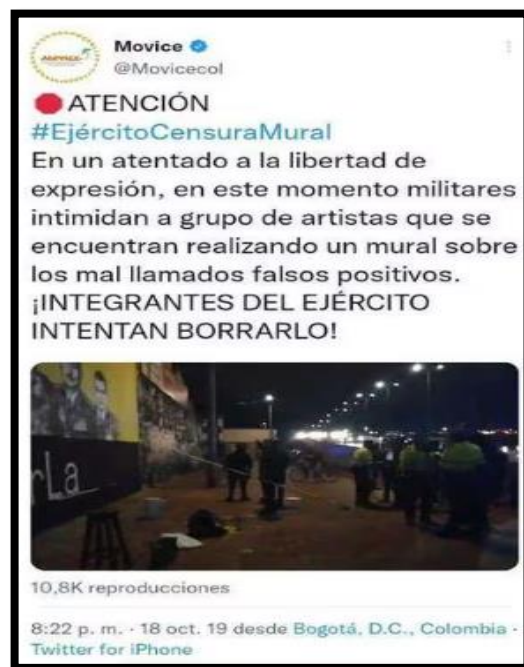 Movice
@Movicecol
ATENCIÓN
#EjércitoCensuraMural
En un atentado a la libertad de
expresión, en este momento militares
intimidan a grupo de artistas que se
encuentran realizando un mural sobre
los mal llamados falsos positivos.
¡INTEGRANTES DEL EJÉRCITO
INTENTAN BORRARLO!
rLa
10,8K reproducciones
8:22 p. m. · 18 oct. 19 desde Bogotá, D.C., Colombia ·
Twitter for iPhone